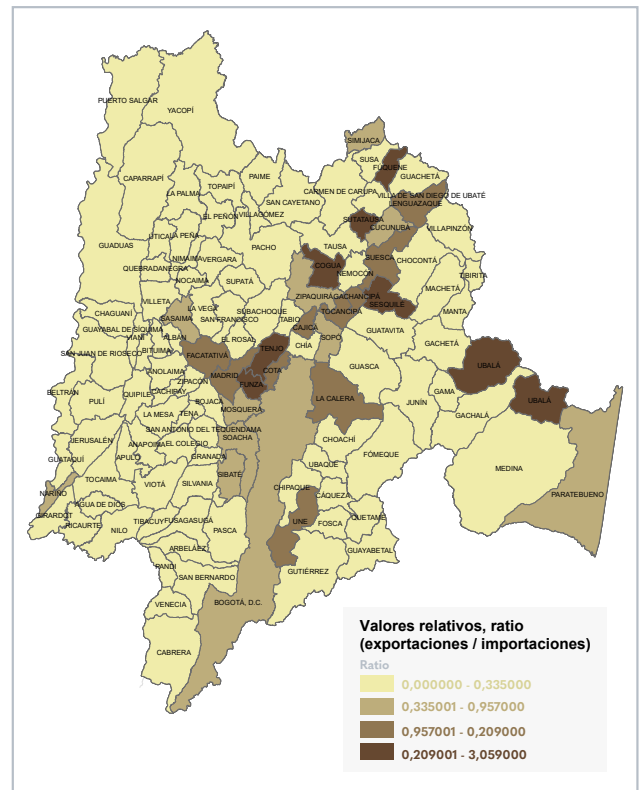 PUERTO SALGAR
YACOPÍ
SIMIJACA
SUSA
FÚQUENE
GUACHETÁ
CAPARRAPÍ
PAIME
TOPAIPÍ
LA PALMA
CARMEN DE CARUPA
VILLA DE SAN DIEGO DE UBATÉ
LENGUAZAQUE
SAN CAYETANO
EL PEÑÓN
VILLAGÓMEZ
SUTATAUSA
CUCUNUBÁ
VILLAPINZÓN
GUADUAS
ÚTICA
LA PEÑA
PACHO
TAUSA
NIMAIMA
VERGARA
COGUA
SUESCA
CHOCONTÁ
QUEBRADANEGRA
NEMOCÓN
TIBIRITA
NOCAIMA
SUPATÁ
MACHETÁ
VILLETA
ZIPAQUIRÁ
GACHANCIPÁ
SESQUILÉ
CHAGUANÍ
LA VEGA
SUBACHOQUE
TOCANCIPÁ
MANTA
SASAIMA
SAN FRANCISCO
TABIO
CAJICÁ
GUAYABAL DE SÍQUIMA
GUATAVITA
VIANÍ
ALBÁN
EL ROSAL
CHÍA
SOPÓ
GACHETÁ
SAN JUAN DE RIOSECO
BITUIMA
FACATATIVÁ
TENJO
UBALÁ
ANOLAIMA
MADRID
COTA
GUASCA
BELTRÁN
ZIPACÓN
FUNZA
GAMA
PULÍ
QUIPILE
CACHIPAY
BOJACÁ
MOSQUERA
LA CALERA
JUNÍN
UBALÁ
LA MESA
TENA
GACHALÁ
SAN ANTONIO DEL TEQUENDAMA
JERUSALÉN
ANAPOIMA
EL COLEGIO
SOACHA
CHOACHÍ
GUATAQUÍ
APULO
GRANADA
FÓMEQUE
UBAQUE
MEDINA
TOCAIMA
VIOTÁ
SILVANIA
SIBATÉ
CHIPAQUE
CÁQUEZA
PARATEBUENO
NARIÑO
AGUA DE DIOS
GIRARDOT
RICAURTE
NILO
TIBACUY
FUSAGASUGÁ
PASCA
UNE
FOSCA
QUETAME
ARBELÁEZ
GUAYABETAL
PANDI
SAN BERNARDO
GUTIÉRREZ
VENECIA
BOGOTÁ, D.C.
CABRERA
Valores relativos, ratio
(exportaciones / importaciones)
Ratio
0,000000 - 0,335000
0,335001 - 0,957000
0,957001 - 0,209000
0,209001 - 3,059000